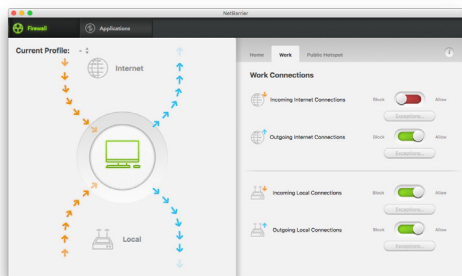 NetBarrier
Firewall
Applications
Current Profile:
Internet
Local
Home
Work
Public Hotspot
Work Connections
Incoming Internet Connections
Block
Allow
Exceptions...
Outgoing Internet Connections
Block
Allow
Exceptions...
Incoming Local Connections
Block
Allow
Exceptions...
Outgoing Local Connections
Block
Allow
Exceptions...